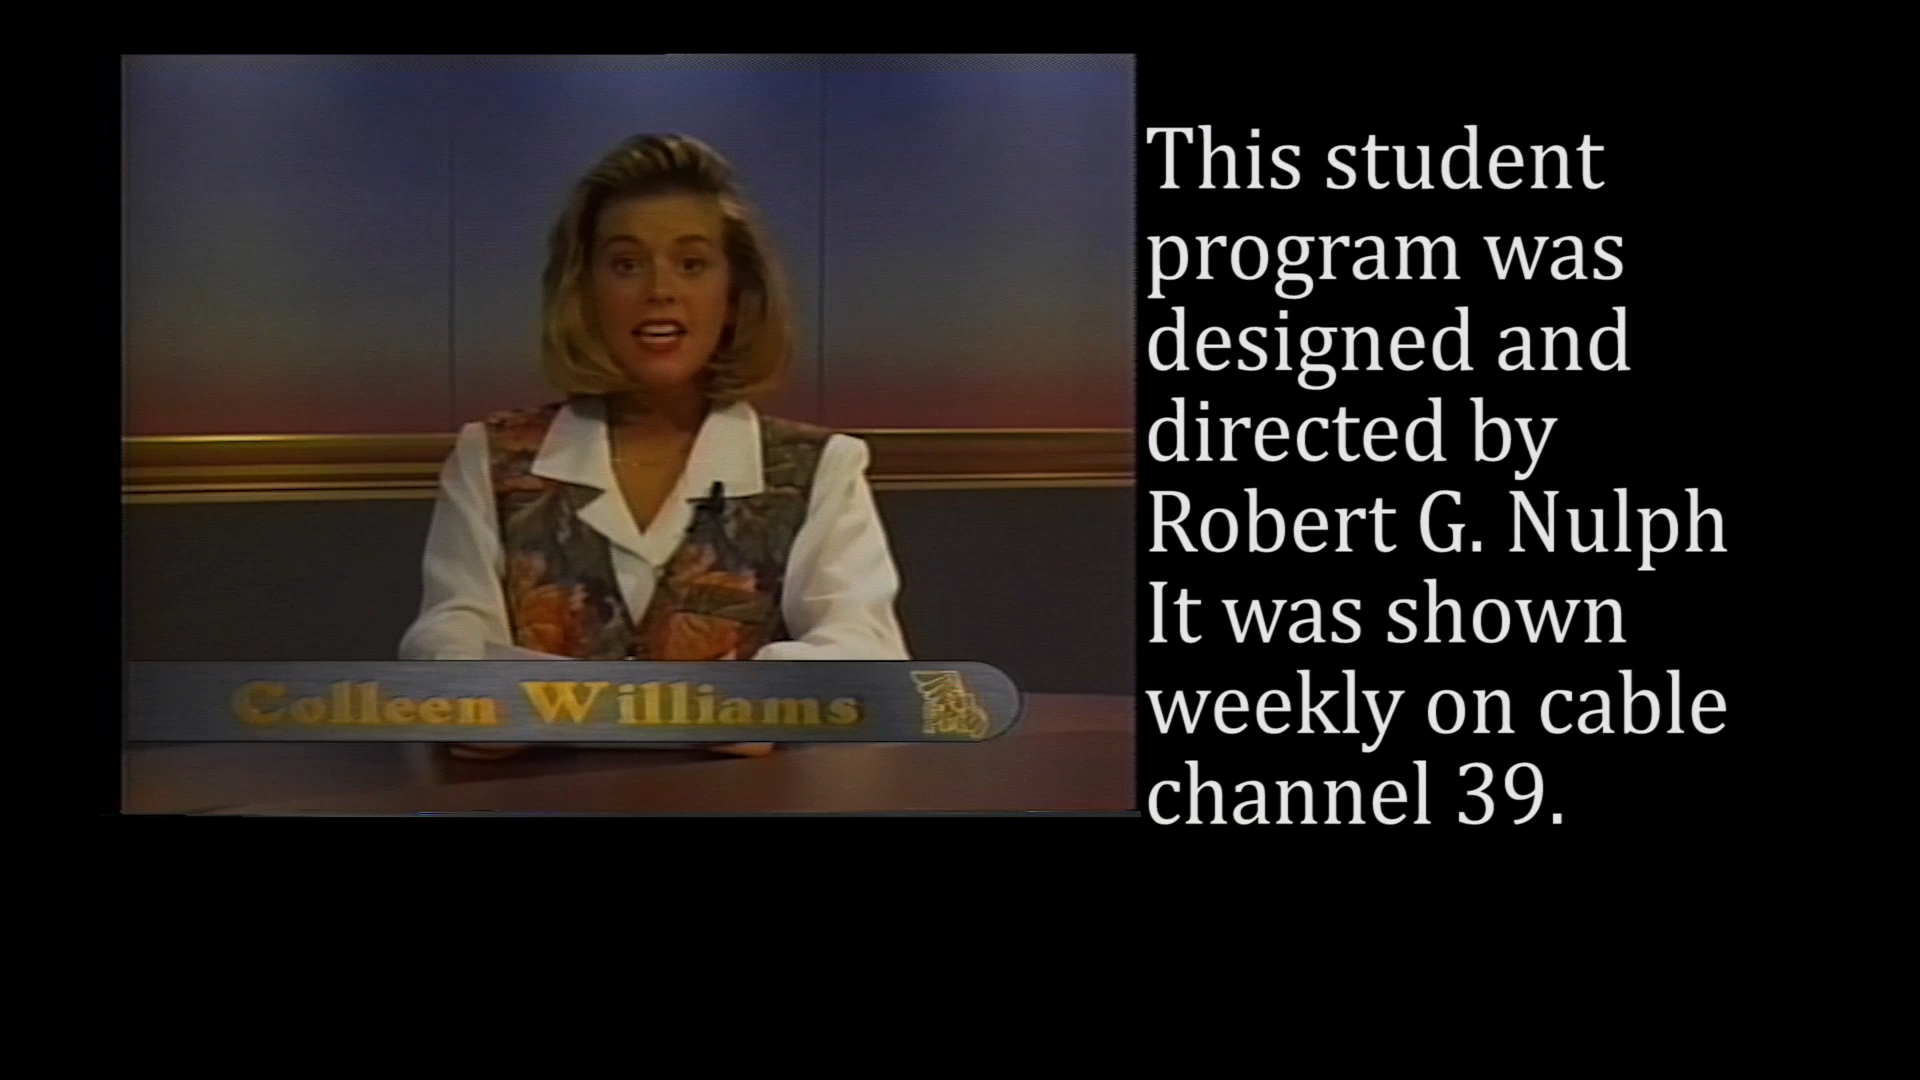 Colleen Williams
This student
program was
designed and
directed by
Robert G. Nulph
It was shown
weekly on cable
channel 39.